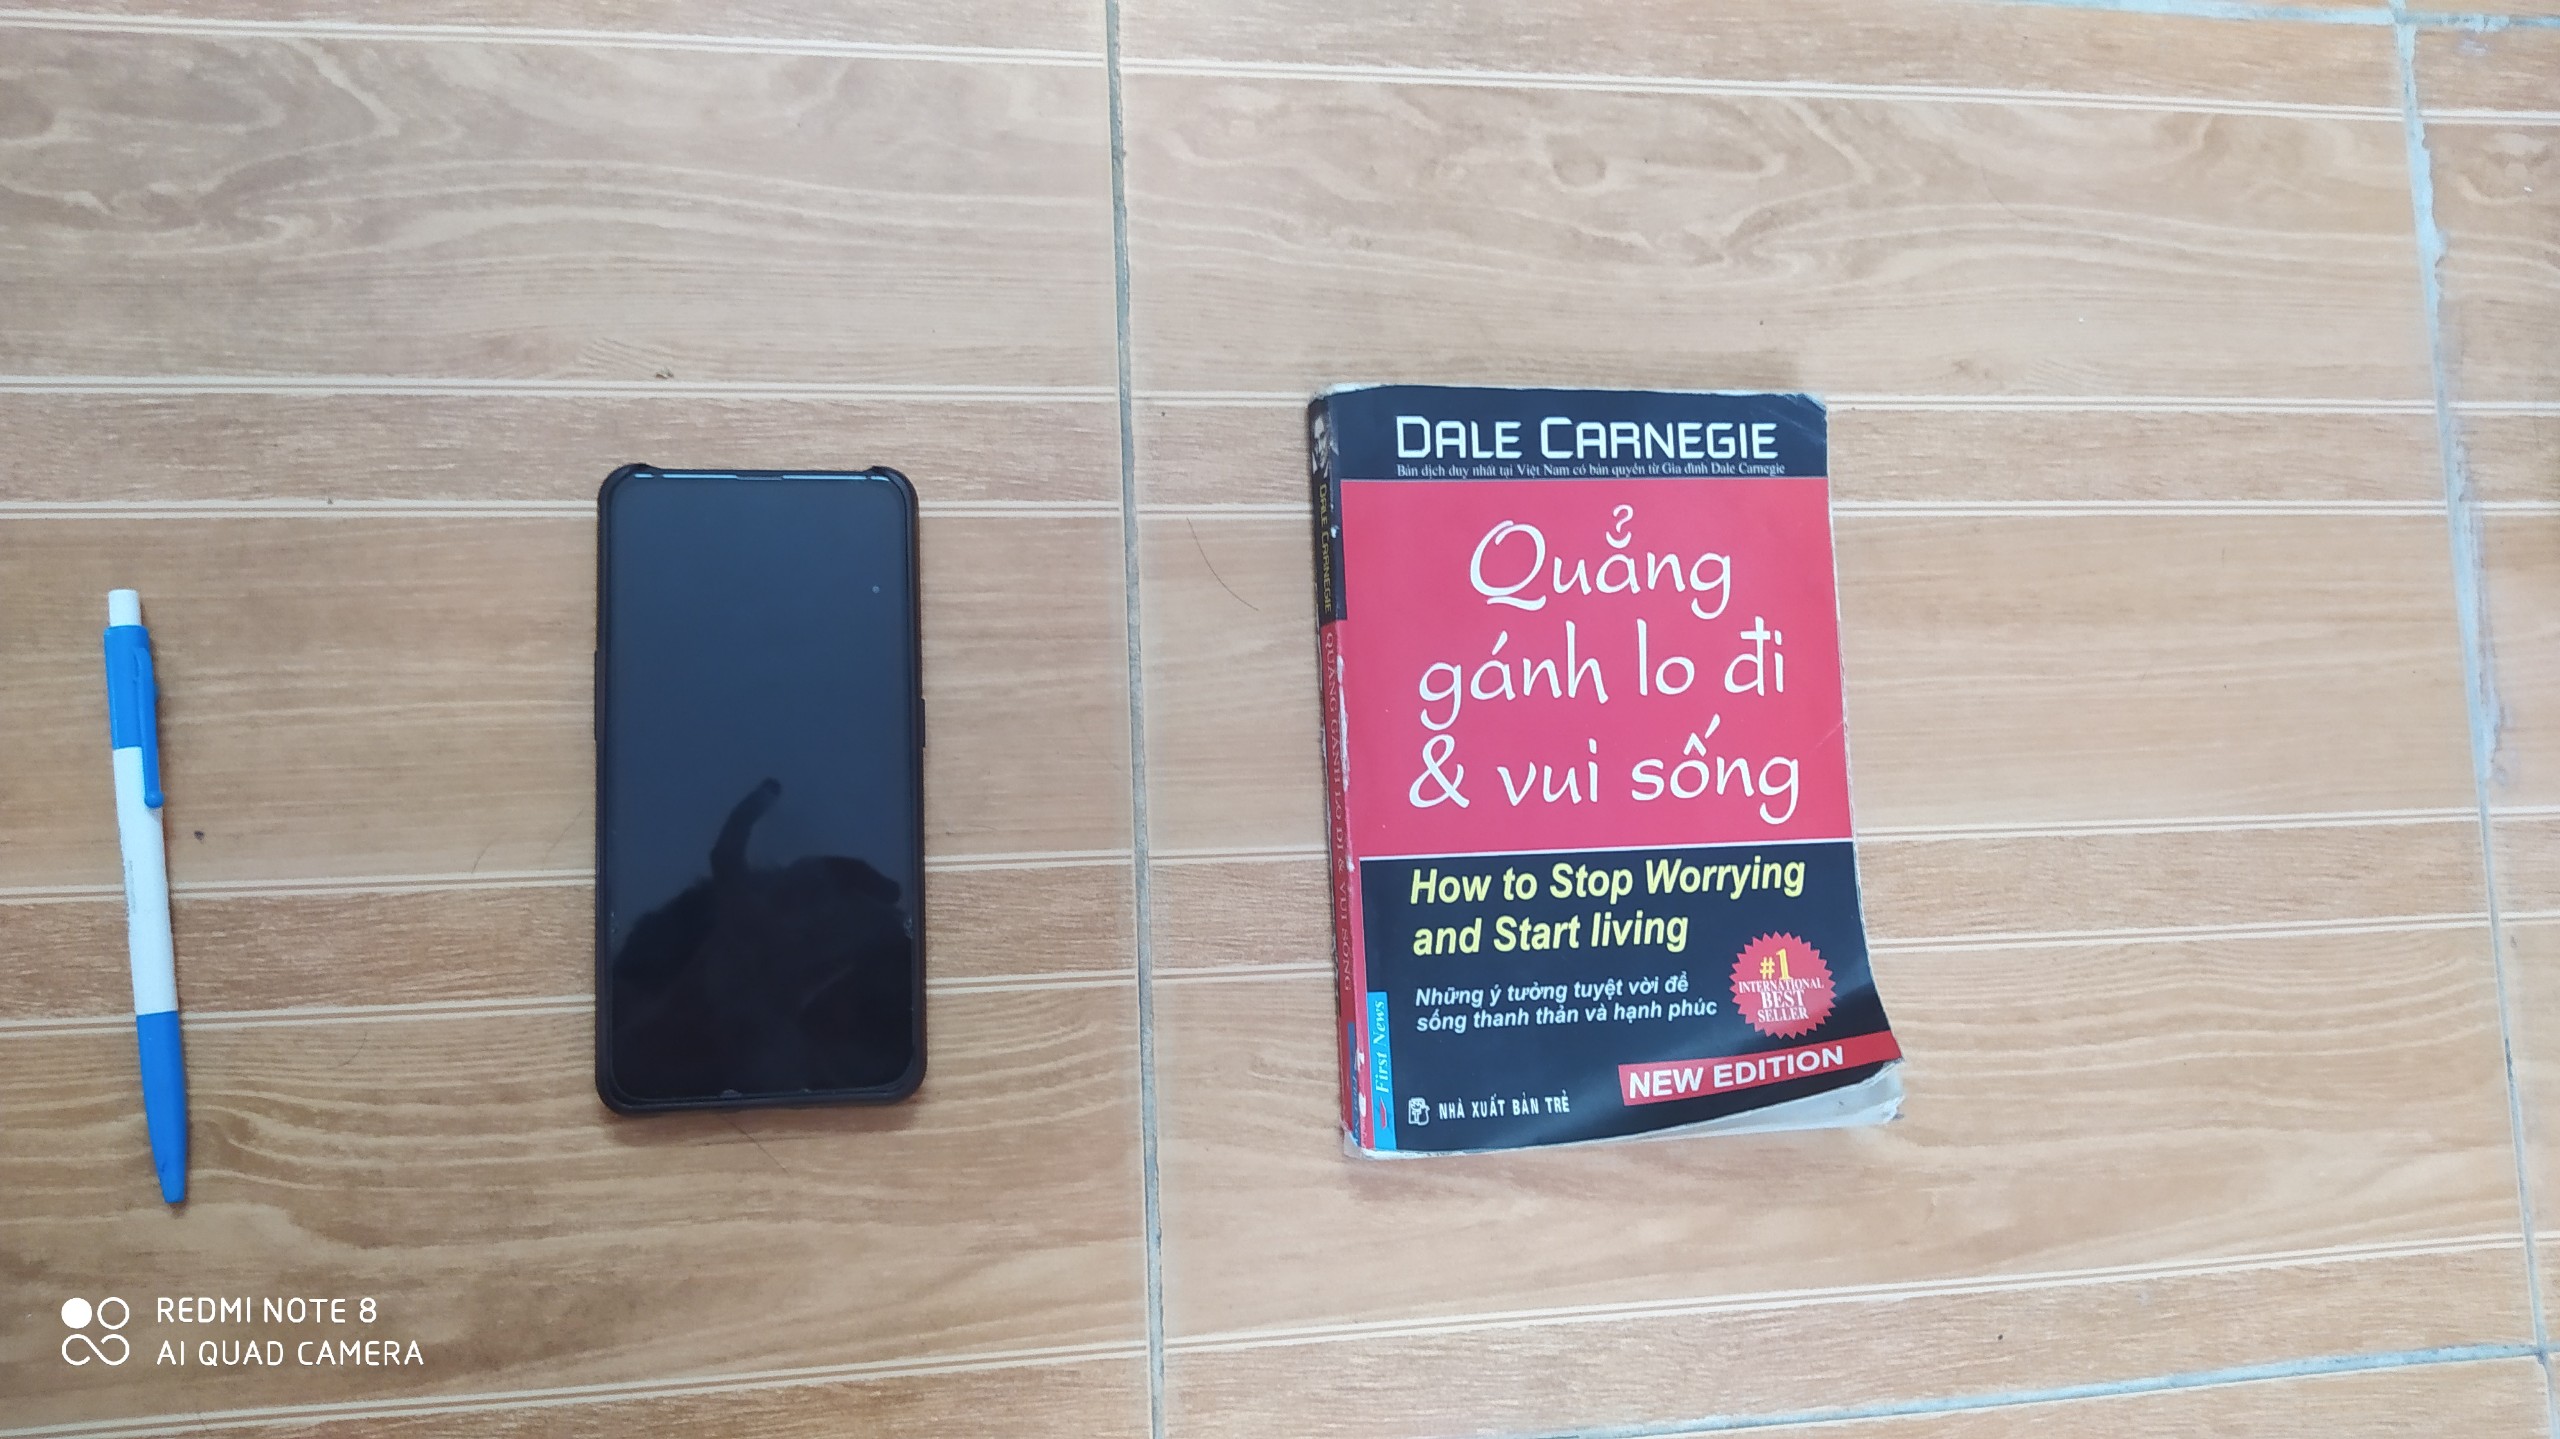 DALE CARNEGIE
Bản dịch duy nhất tại Việt Nam có bản quyền từ Gia đình Dale Carnegie
Quẳng
gánh lo đi
& vui sống
How to Stop Worrying
and Start living
Những ý tưởng tuyệt vời để
sống thanh thản và hạnh phúc
#1
INTERNATIONAL
BEST
SELLER
NEW EDITION
First News
NHÀ XUẤT BẢN TRẺ
DALE CARNEGIE QUẲNG GÁNH LO ĐI & VUI SỐNG
REDMI NOTE 8
AI QUAD CAMERA